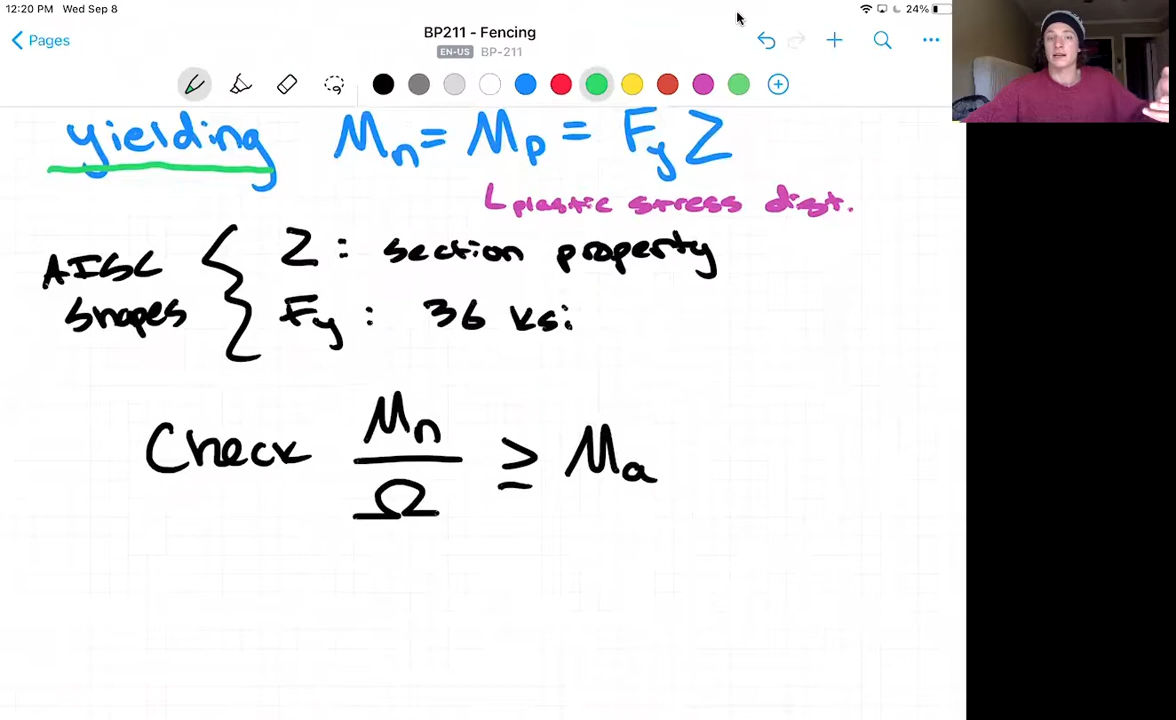 12:20 PM Wed Sep 8
24%
Pages
BP211 - Fencing
EN-US BP-211
yielding Mn = Mp = Fy Z
plastic stress dist.
AISC Shapes { Z : section property
Fy : 36 ksi
Check Mn / Ω ≥ Ma